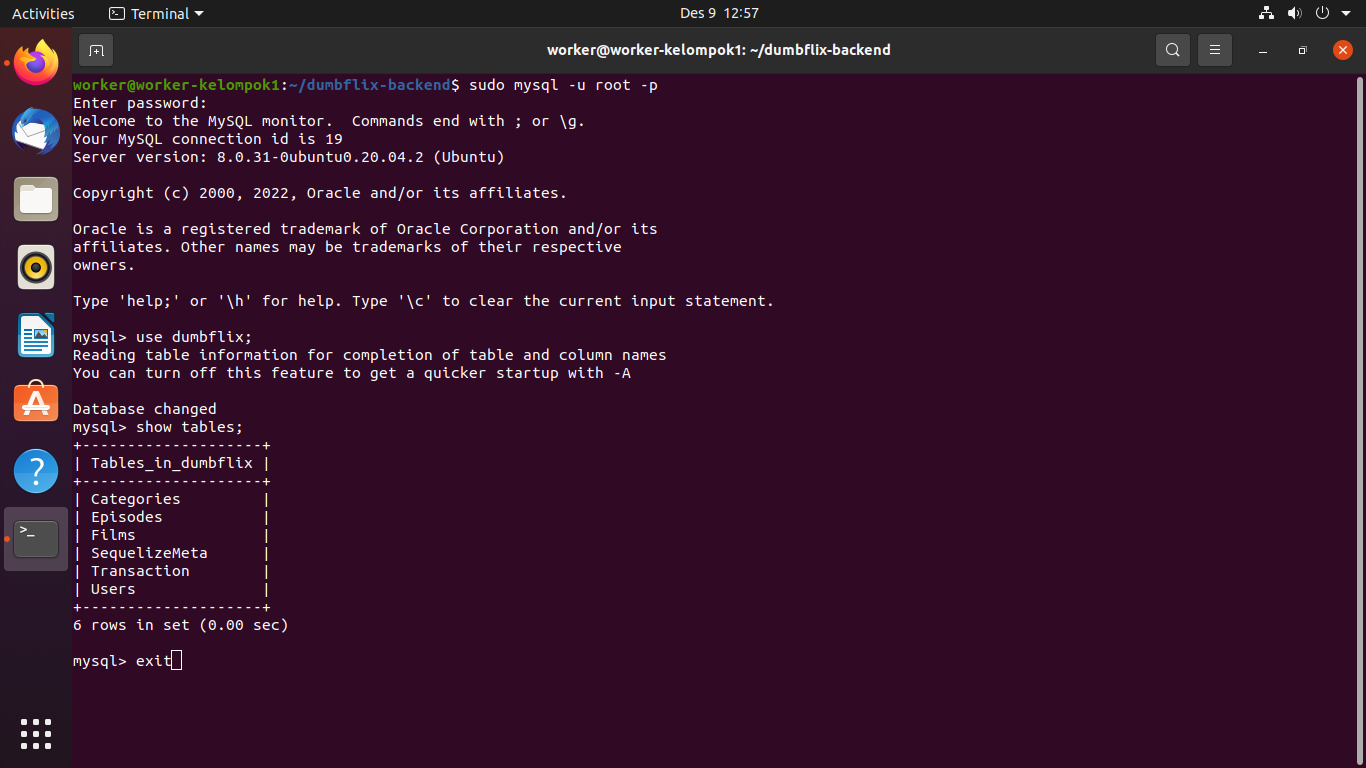 Activities
Terminal
Des 9 12:57
worker@worker-kelompok1: ~/dumbflix-backend
worker@worker-kelompok1:~/dumbflix-backend$ sudo mysql -u root -p
Enter password:
Welcome to the MySQL monitor.  Commands end with ; or \g.
Your MySQL connection id is 19
Server version: 8.0.31-0ubuntu0.20.04.2 (Ubuntu)
Copyright (c) 2000, 2022, Oracle and/or its affiliates.
Oracle is a registered trademark of Oracle Corporation and/or its
affiliates. Other names may be trademarks of their respective
owners.
Type 'help;' or '\h' for help. Type '\c' to clear the current input statement.
mysql> use dumbflix;
Reading table information for completion of table and column names
You can turn off this feature to get a quicker startup with -A
Database changed
mysql> show tables;
+--------------------+
| Tables_in_dumbflix |
+--------------------+
| Categories         |
| Episodes           |
| Films              |
| SequelizeMeta      |
| Transaction        |
| Users              |
+--------------------+
6 rows in set (0.00 sec)
mysql> exit